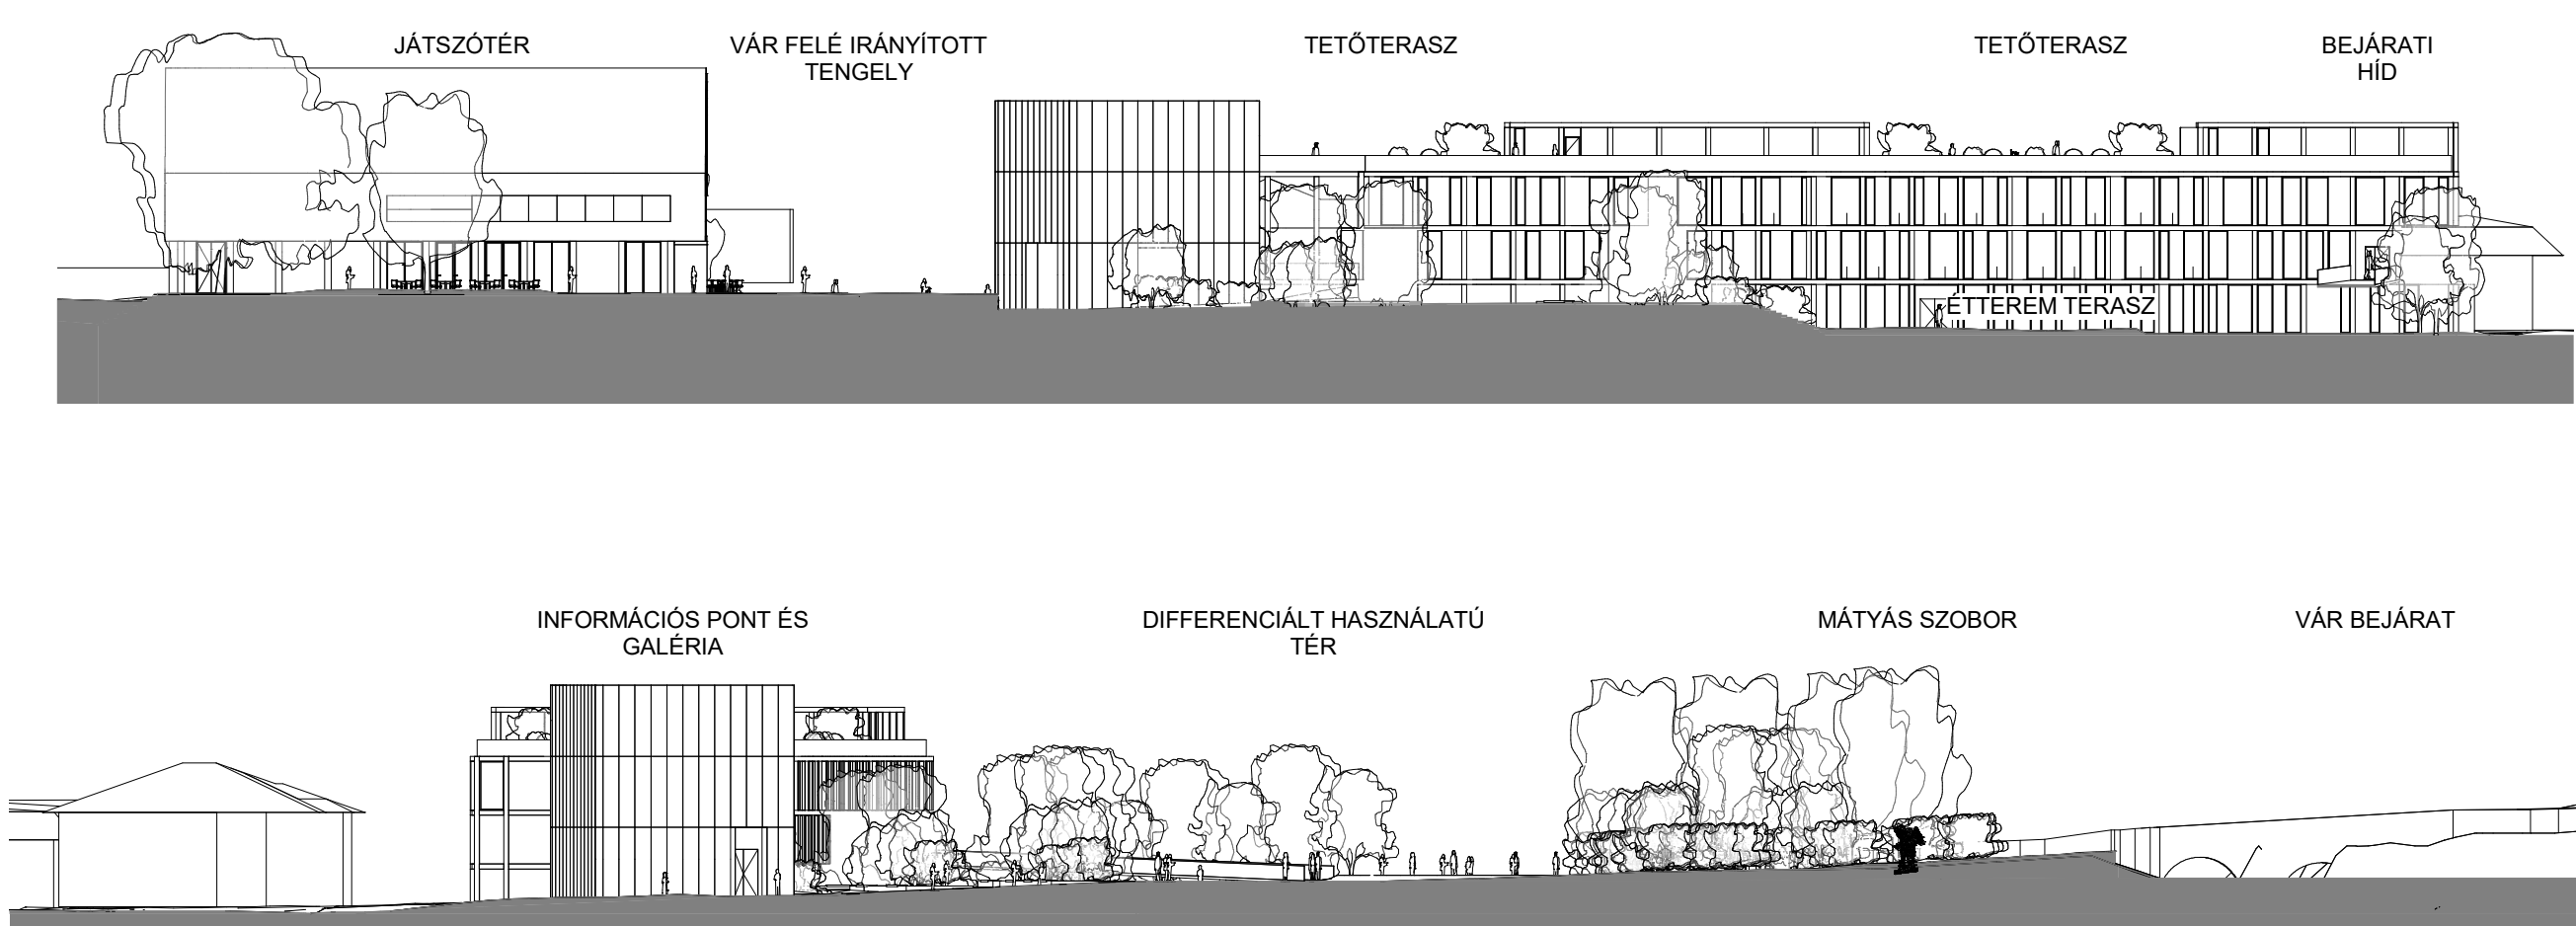 JÁTSZÓTÉR
VÁR FELÉ IRÁNYÍTOTT
TENGELY
TETŐTERASZ
TETŐTERASZ
BEJÁRATI
HÍD
ÉTTEREM TERASZ
INFORMÁCIÓS PONT ÉS
GALÉRIA
DIFFERENCIÁLT HASZNÁLATÚ
TÉR
MÁTYÁS SZOBOR
VÁR BEJÁRAT